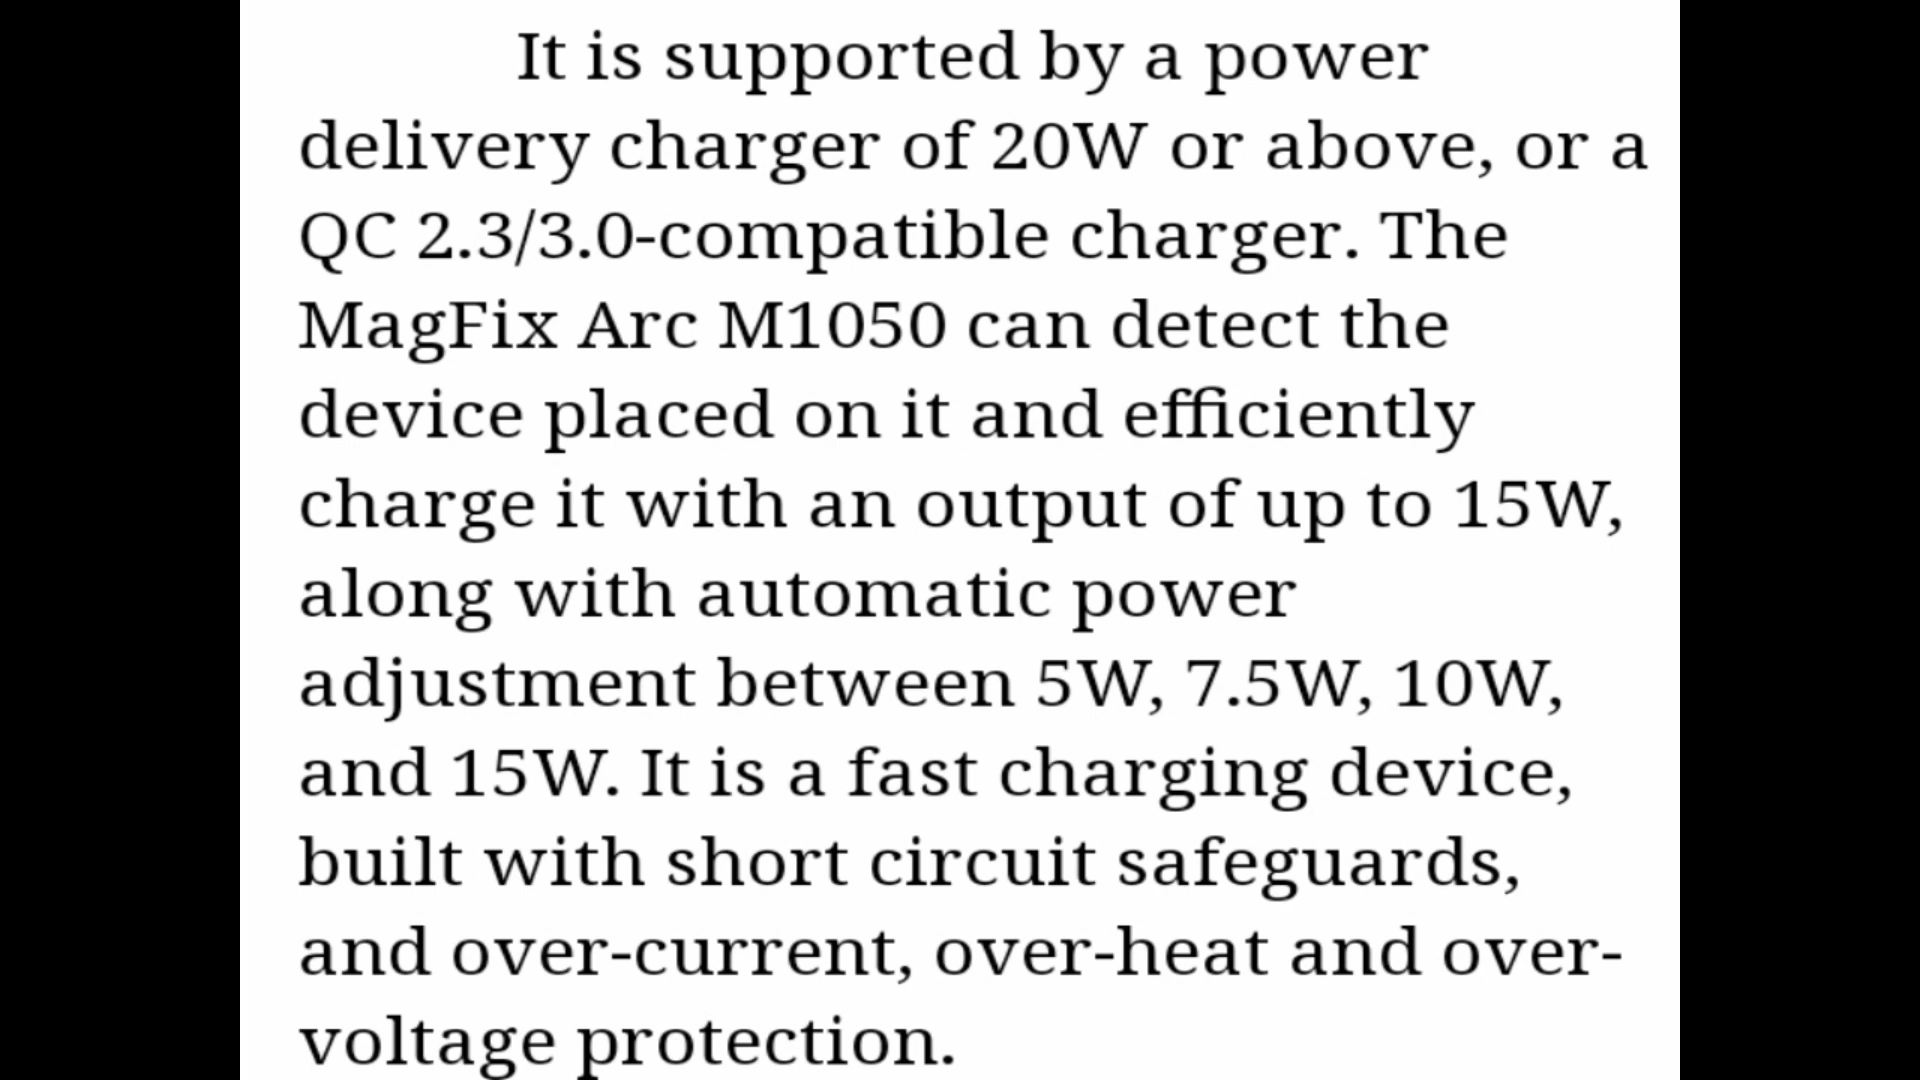 It is supported by a power
delivery charger of 20W or above, or a
QC 2.3/3.0-compatible charger. The
MagFix Arc M1050 can detect the
device placed on it and efficiently
charge it with an output of up to 15W,
along with automatic power
adjustment between 5W, 7.5W, 10W,
and 15W. It is a fast charging device,
built with short circuit safeguards,
and over-current, over-heat and over-
voltage protection.